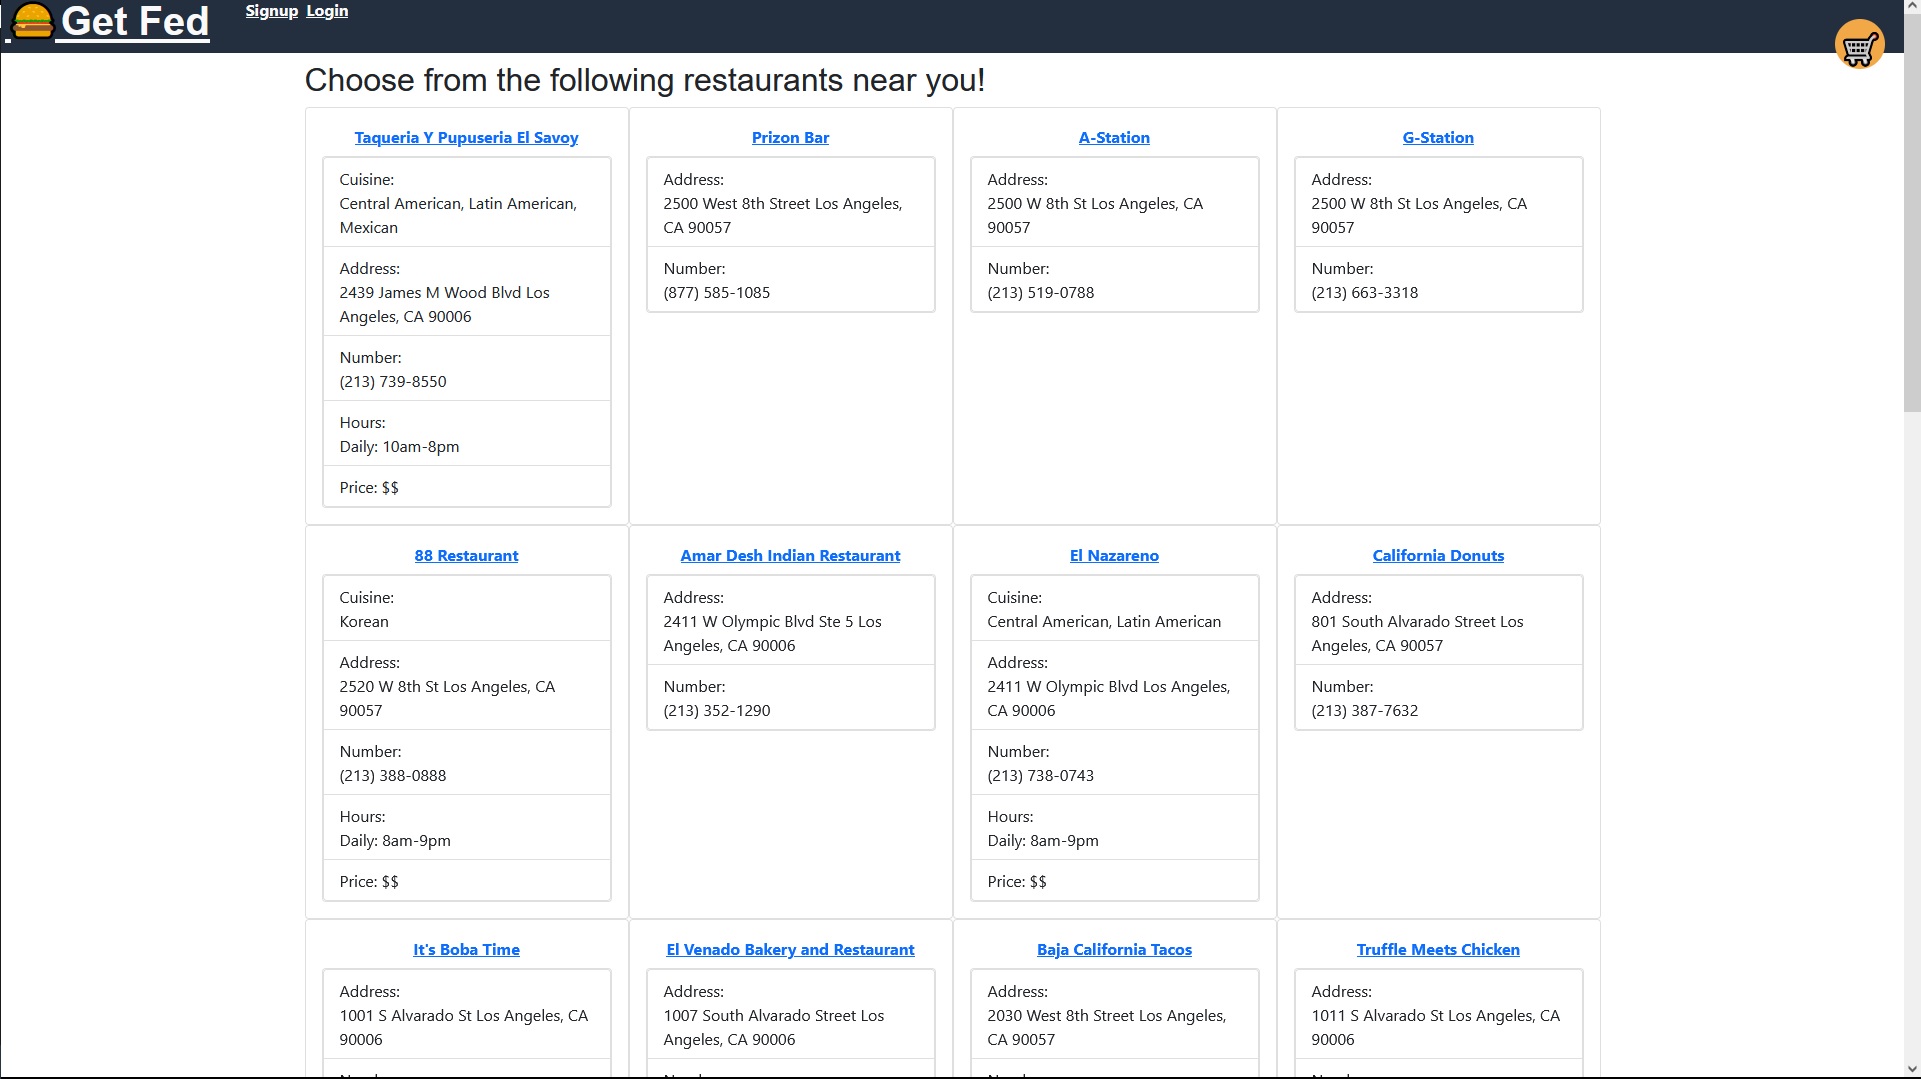 Get Fed
Signup Login
Choose from the following restaurants near you!
Taqueria Y Pupuseria El Savoy
Cuisine:
Central American, Latin American,
Mexican
Address:
2439 James M Wood Blvd Los
Angeles, CA 90006
Number:
(213) 739-8550
Hours:
Daily: 10am-8pm
Price: $$
Prizon Bar
Address:
2500 West 8th Street Los Angeles,
CA 90057
Number:
(877) 585-1085
A-Station
Address:
2500 W 8th St Los Angeles, CA
90057
Number:
(213) 519-0788
G-Station
Address:
2500 W 8th St Los Angeles, CA
90057
Number:
(213) 663-3318
88 Restaurant
Cuisine:
Korean
Address:
2520 W 8th St Los Angeles, CA
90057
Number:
(213) 388-0888
Hours:
Daily: 8am-9pm
Price: $$
Amar Desh Indian Restaurant
Address:
2411 W Olympic Blvd Ste 5 Los
Angeles, CA 90006
Number:
(213) 352-1290
El Nazareno
Cuisine:
Central American, Latin American
Address:
2411 W Olympic Blvd Los Angeles,
CA 90006
Number:
(213) 738-0743
Hours:
Daily: 8am-9pm
Price: $$
California Donuts
Address:
801 South Alvarado Street Los
Angeles, CA 90057
Number:
(213) 387-7632
It's Boba Time
Address:
1001 S Alvarado St Los Angeles, CA
90006
El Venado Bakery and Restaurant
Address:
1007 South Alvarado Street Los
Angeles, CA 90006
Baja California Tacos
Address:
2030 West 8th Street Los Angeles,
CA 90057
Truffle Meets Chicken
Address:
1011 S Alvarado St Los Angeles, CA
90006